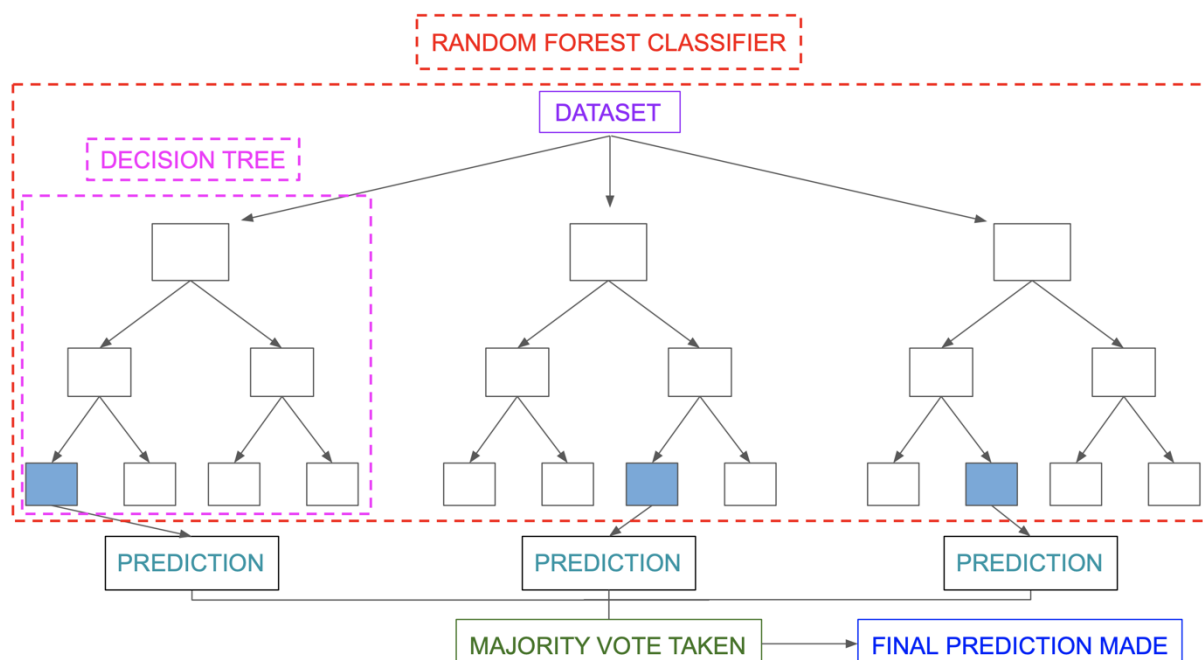 RANDOM FOREST CLASSIFIER
DATASET
DECISION TREE
PREDICTION
PREDICTION
PREDICTION
MAJORITY VOTE TAKEN
FINAL PREDICTION MADE